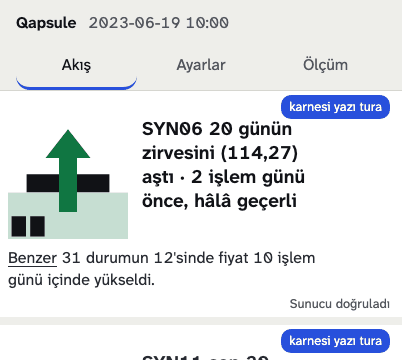 Qapsule 2023-06-19 10:00
Akış Ayarlar Ölçüm
karnesi yazı tura
SYN06 20 günün
zirvesini (114,27)
aştı · 2 işlem günü
önce, hâlâ geçerli
Benzer 31 durumun 12'sinde fiyat 10 işlem
günü içinde yükseldi.
Sunucu doğruladı
karnesi yazı tura